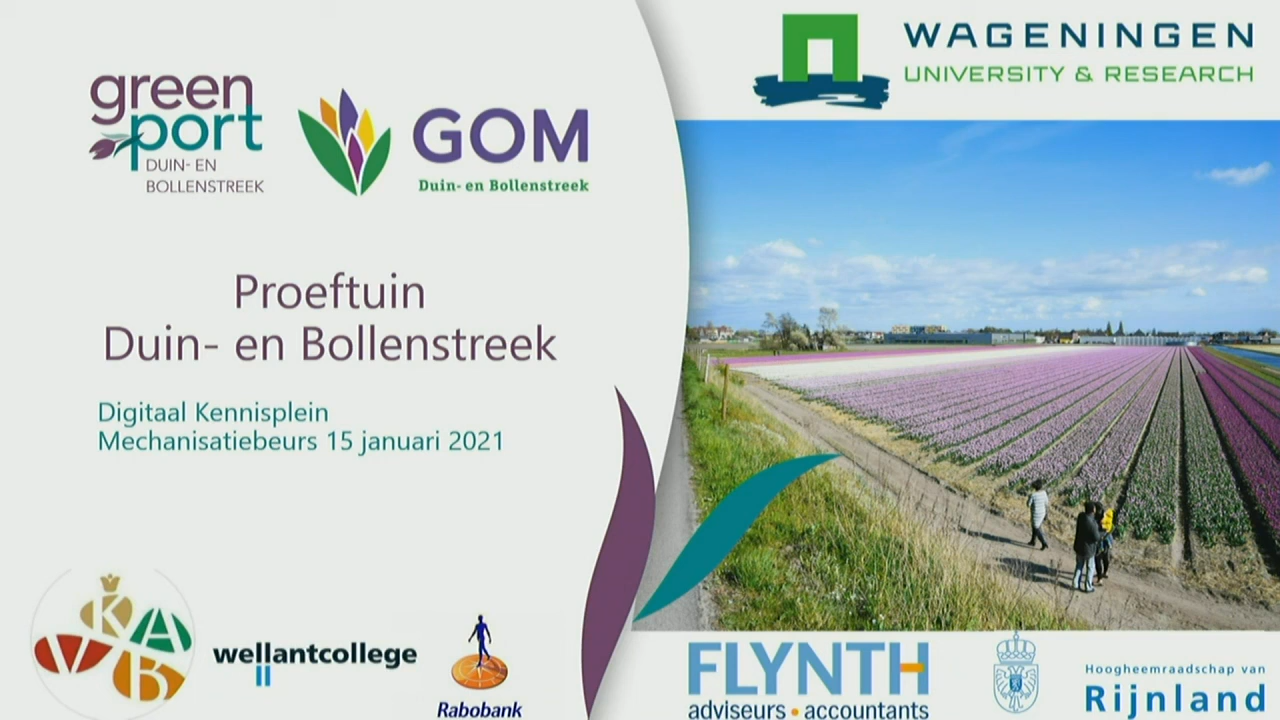 green
port
DUIN- EN
BOLLENSTREEK
GOM
Duin- en Bollenstreek
WAGENINGEN
UNIVERSITY & RESEARCH
Proeftuin
Duin- en Bollenstreek
Digitaal Kennisplein
Mechanisatiebeurs 15 januari 2021
KAVB
wellantcollege
Rabobank
FLYNTH
adviseurs • accountants
Hoogheemraadschap van
Rijnland